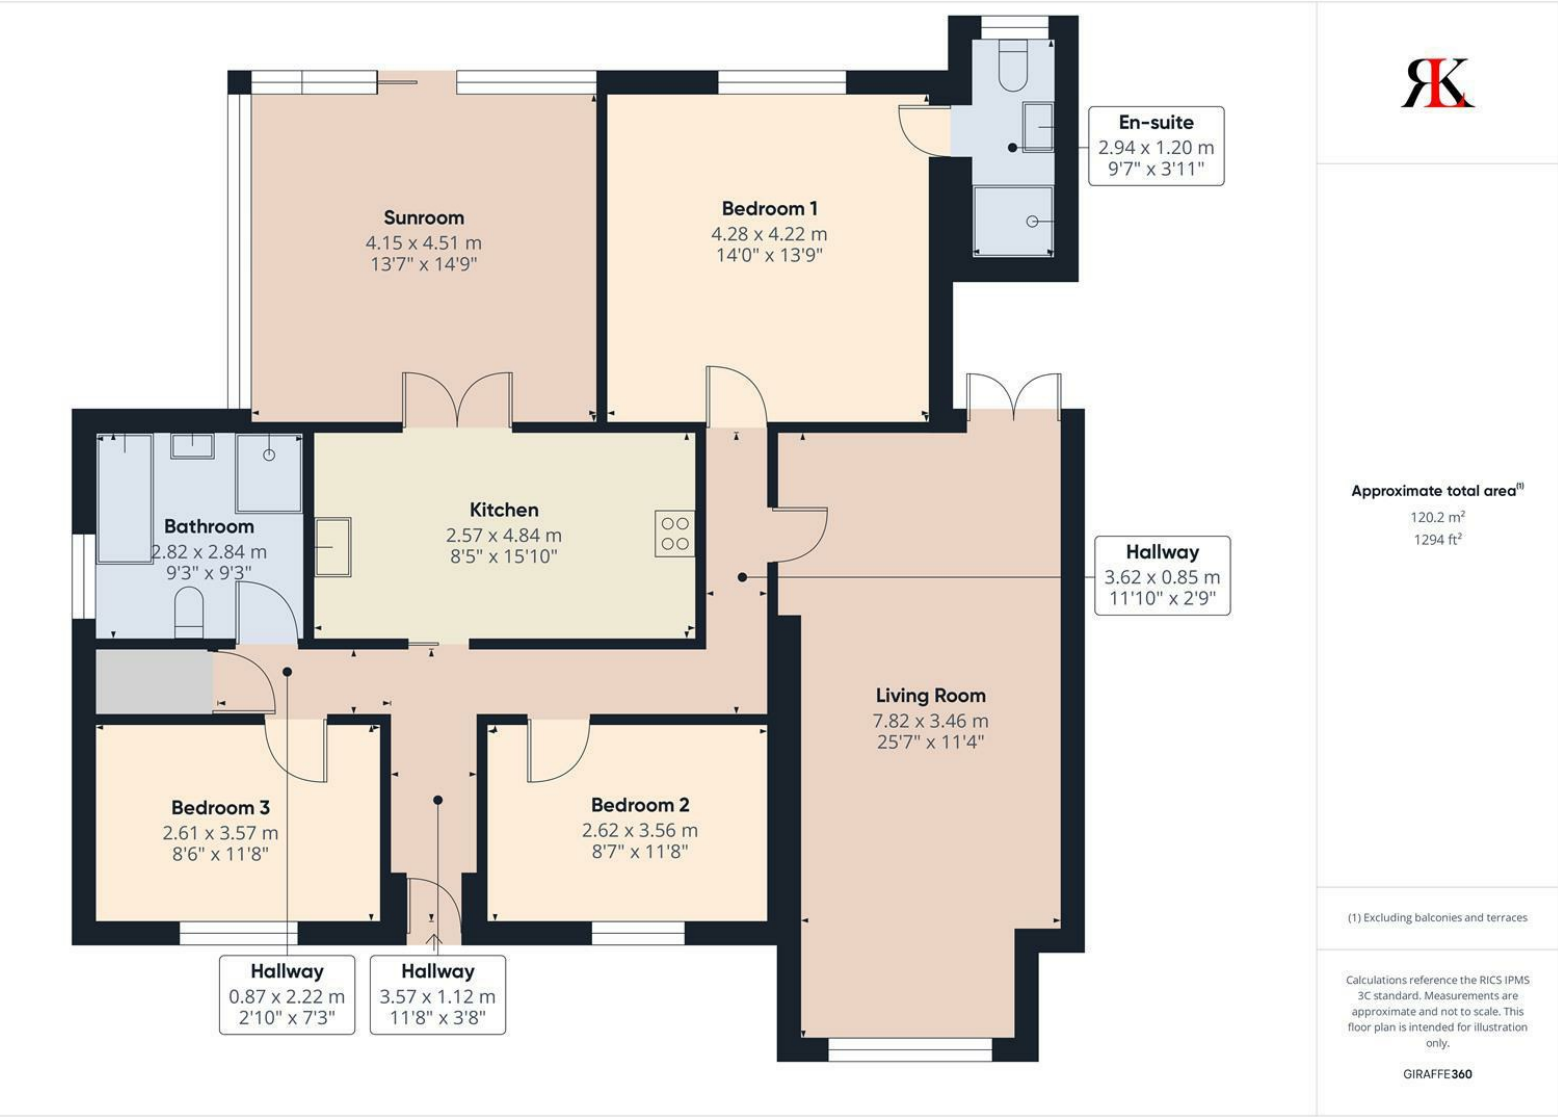 RK
En-suite
2.94 x 1.20 m
9'7" x 3'11"
Sunroom
4.15 x 4.51 m
13'7" x 14'9"
Bedroom 1
4.28 x 4.22 m
14'0" x 13'9"
Kitchen
2.57 x 4.84 m
8'5" x 15'10"
Bathroom
2.82 x 2.84 m
9'3" x 9'3"
Hallway
3.62 x 0.85 m
11'10" x 2'9"
Living Room
7.82 x 3.46 m
25'7" x 11'4"
Bedroom 3
2.61 x 3.57 m
8'6" x 11'8"
Bedroom 2
2.62 x 3.56 m
8'7" x 11'8"
Hallway
0.87 x 2.22 m
2'10" x 7'3"
Hallway
3.57 x 1.12 m
11'8" x 3'8"
Approximate total area⁽¹⁾
120.2 m²
1294 ft²
(1) Excluding balconies and terraces
Calculations reference the RICS IPMS
3C standard. Measurements are
approximate and not to scale. This
floor plan is intended for illustration
only.
GIRAFFE360